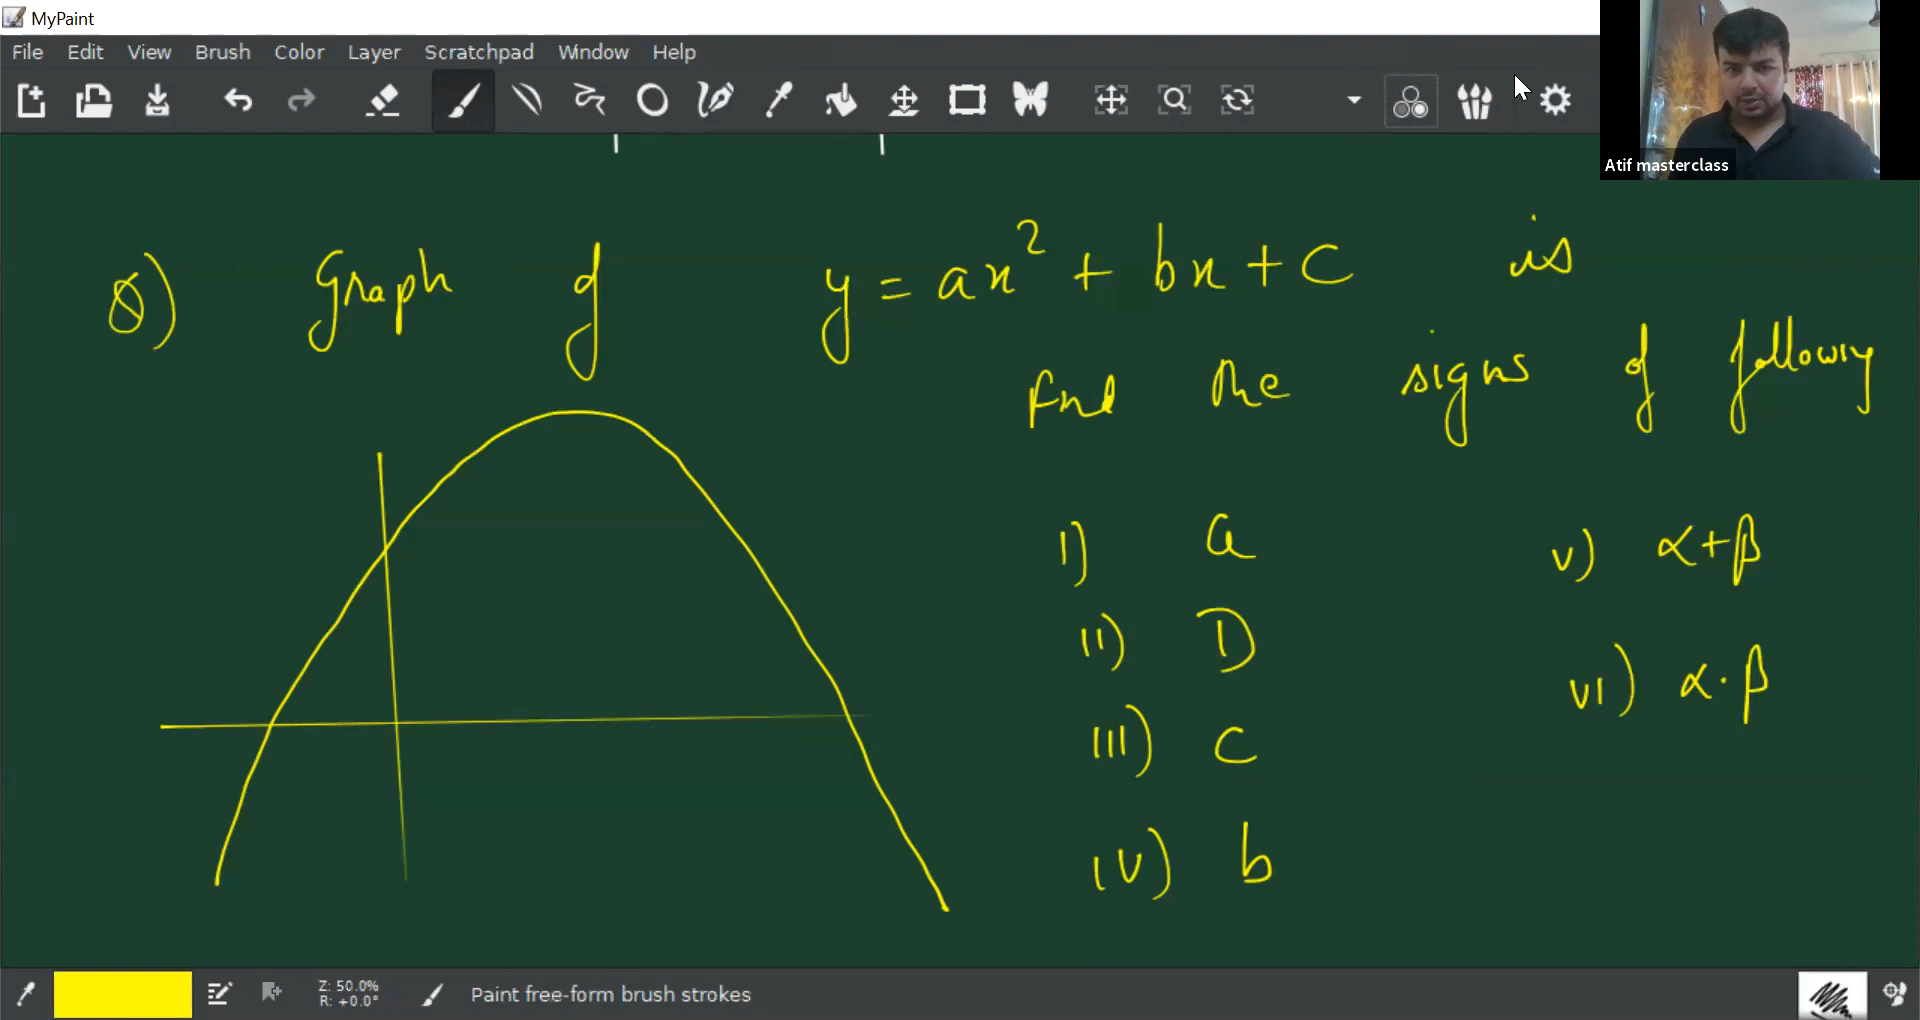 MyPaint
File Edit View Brush Color Layer Scratchpad Window Help
Atif masterclass
Q) Graph of y = ax² + bx + c is
Find the signs of following
I) a
II) D
III) c
IV) b
V) α+β
VI) α·β
Z: 50.0%
R: +0.0°
Paint free-form brush strokes